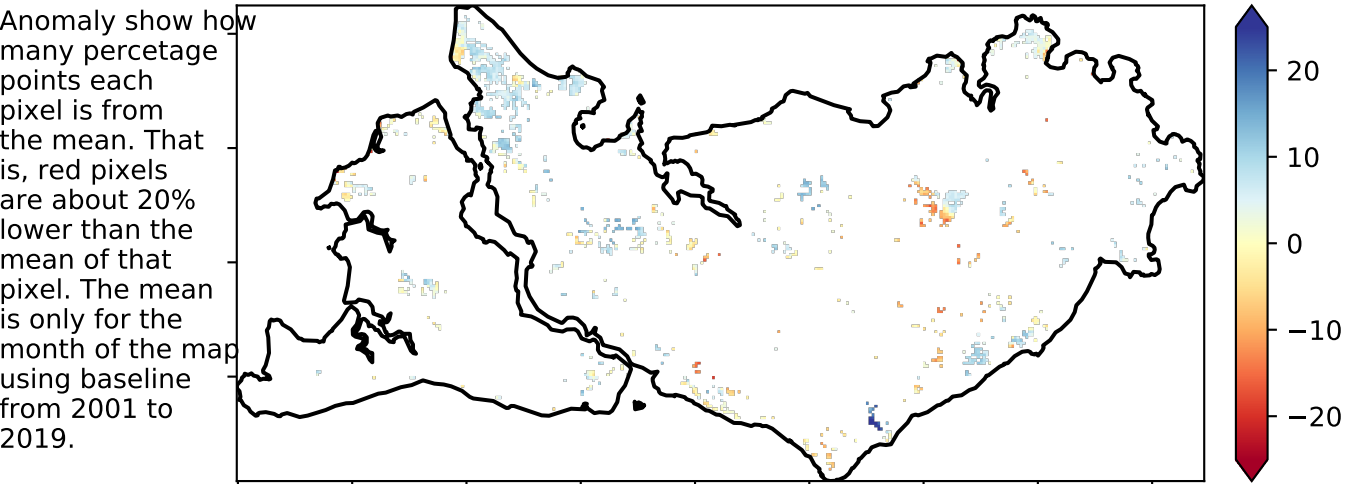 Anomaly show how
many percetage
points each
pixel is from
the mean. That
is, red pixels
are about 20%
lower than the
mean of that
pixel. The mean
is only for the
month of the map
using baseline
from 2001 to
2019.
20
10
0
−10
−20